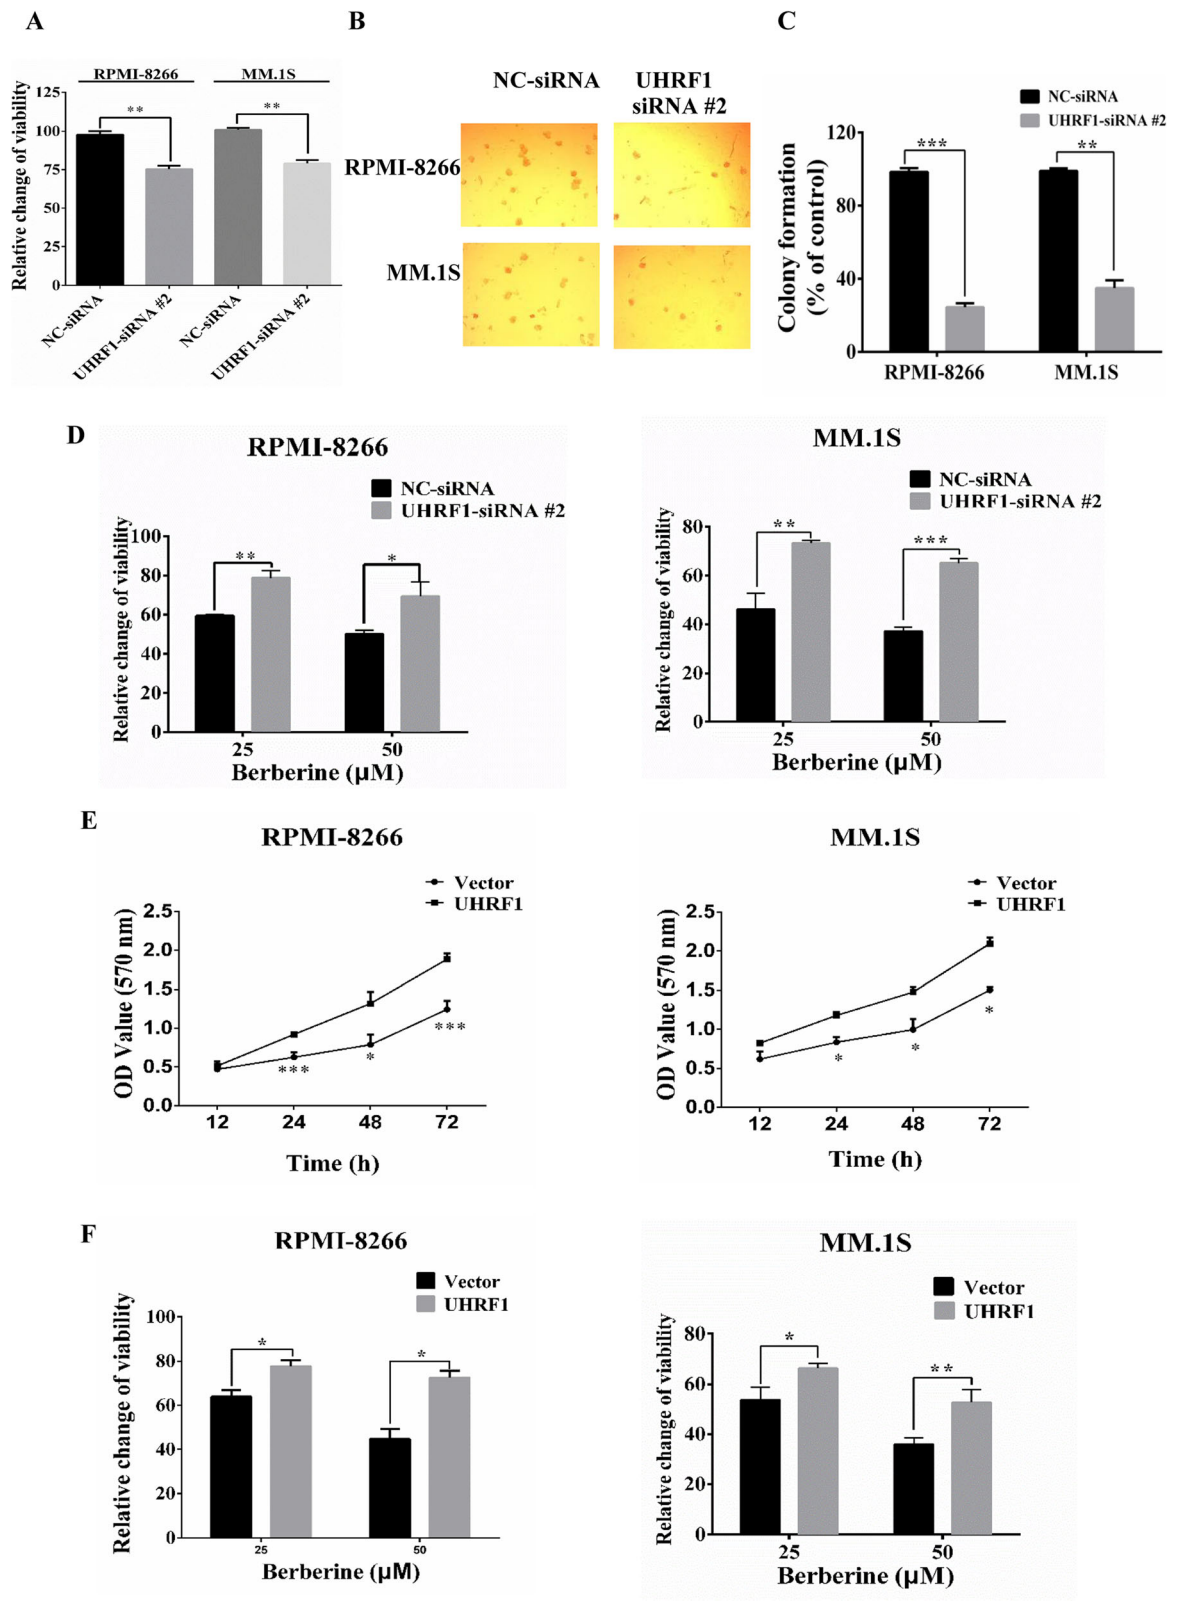 A
RPMI-8266
MM.1S
Relative change of viability
125
100
75
50
25
0
**
**
NC-siRNA
UHRF1-siRNA #2
NC-siRNA
UHRF1-siRNA #2
B
NC-siRNA
UHRF1
siRNA #2
RPMI-8266
MM.1S
C
NC-siRNA
UHRF1-siRNA #2
Colony formation
(% of control)
120
80
40
0
***
**
RPMI-8266
MM.1S
D
RPMI-8266
NC-siRNA
UHRF1-siRNA #2
Relative change of viability
100
80
60
40
20
0
**
*
25
50
Berberine (μM)
MM.1S
NC-siRNA
UHRF1-siRNA #2
Relative change of viability
80
60
40
20
0
**
***
25
50
Berberine (μM)
E
RPMI-8266
Vector
UHRF1
OD Value (570 nm)
2.5
2.0
1.5
1.0
0.5
0.0
***
*
***
12
24
48
72
Time (h)
MM.1S
Vector
UHRF1
OD Value (570 nm)
2.5
2.0
1.5
1.0
0.5
0.0
*
*
*
12
24
48
72
Time (h)
F
RPMI-8266
Vector
UHRF1
Relative change of viability
100
80
60
40
20
0
*
*
25
50
Berberine (μM)
MM.1S
Vector
UHRF1
Relative change of viability
80
60
40
20
0
*
**
25
50
Berberine (μM)